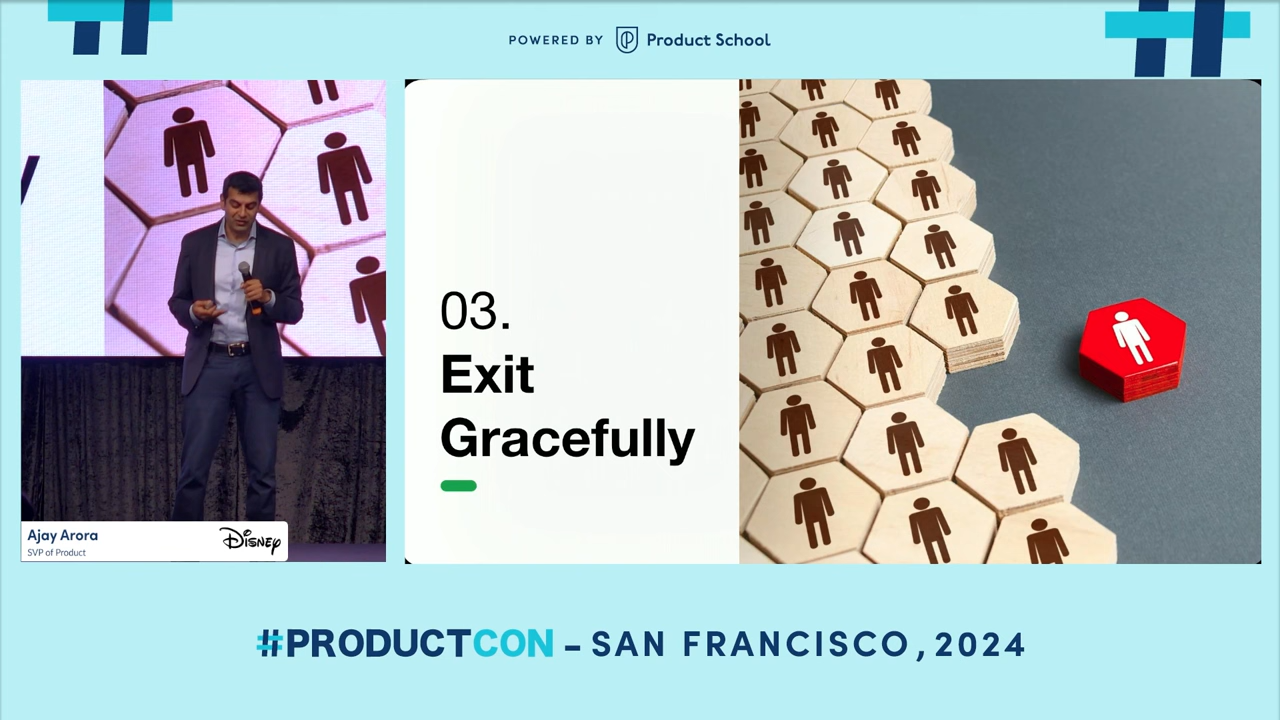 POWERED BY Product School
03.
Exit
Gracefully
Ajay Arora
SVP of Product
Disney
#PRODUCTCON – SAN FRANCISCO, 2024